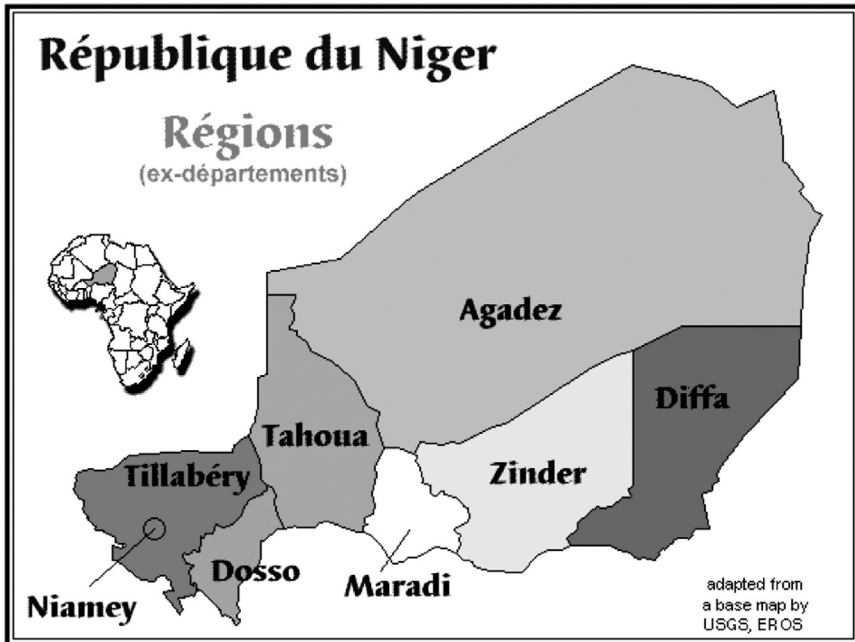 République du Niger
Régions
(ex-départements)
Agadez
Diffa
Tahoua
Zinder
Tillabéry
Dosso
Maradi
Niamey
adapted from
a base map by
USGS, EROS